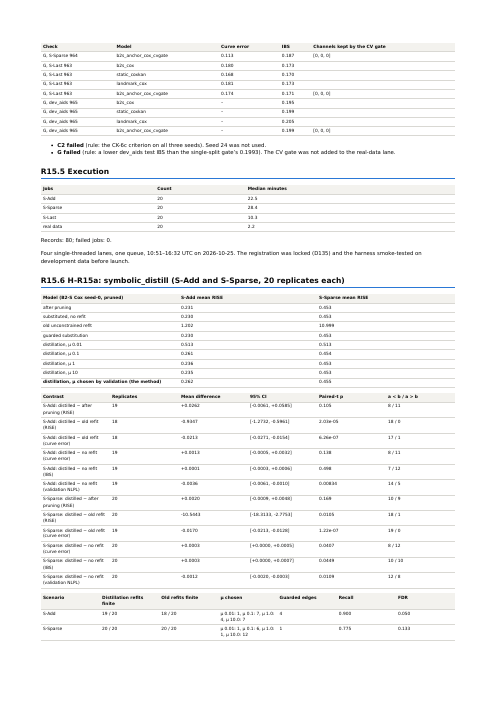 Check Model Curve error IBS Channels kept by the CV gate
G, S-Sparse 964 b2s_anchor_cox_cvgate 0.113 0.187 [0, 0, 0]
G, S-Last 963 b2s_cox 0.180 0.173
G, S-Last 963 static_coxlan 0.168 0.170
G, S-Last 963 landmark_cox 0.181 0.173
G, S-Last 963 b2s_anchor_cox_cvgate 0.174 0.171 [0, 0, 0]
G, dev_aids 965 b2s_cox – 0.195
G, dev_aids 965 static_coxlan – 0.199
G, dev_aids 965 landmark_cox – 0.205
G, dev_aids 965 b2s_anchor_cox_cvgate – 0.199 [0, 0, 0]
• C2 failed (rule: the CX-6c criterion on all three seeds). Seed 24 was not used.
• G failed (rule: a lower dev_aids test IBS than the single-split gate's 0.1993). The CV gate was not added to the real-data lane.
R15.5 Execution
Jobs Count Median minutes
S-Add 20 22.5
S-Sparse 20 28.4
S-Last 20 10.3
real data 20 2.2
Records: 80; failed jobs: 0.
Four single-threaded lanes, one queue, 10:51–16:32 UTC on 2026-10-25. The registration was locked (D135) and the harness smoke-tested on
development data before launch.
R15.6 H-R15a: symbolic_distill (S-Add and S-Sparse, 20 replicates each)
Model (B2-S Cox seed-0, pruned) S-Add mean RISE S-Sparse mean RISE
after pruning 0.231 0.453
substituted, no refit 0.230 0.453
old unconstrained refit 1.202 10.999
guarded substitution 0.230 0.453
distillation, μ 0.01 0.513 0.513
distillation, μ 0.1 0.261 0.454
distillation, μ 1 0.236 0.453
distillation, μ 10 0.235 0.453
distillation, μ chosen by validation (the method) 0.262 0.455
Contrast Replicates Mean difference 95% CI Paired-t p a < b / a > b
S-Add: distilled − after 19 +0.0262 [-0.0061, +0.0585] 0.105 8 / 11
pruning (RISE)
S-Add: distilled − old refit 18 -0.9347 [-1.2732, -0.5961] 2.03e-05 18 / 0
(RISE)
S-Add: distilled − old refit 18 -0.0213 [-0.0271, -0.0154] 6.26e-07 17 / 1
(curve error)
S-Add: distilled − no refit 19 +0.0013 [-0.0005, +0.0032] 0.138 8 / 11
(curve error)
S-Add: distilled − no refit 19 +0.0001 [-0.0003, +0.0006] 0.498 7 / 12
(IBS)
S-Add: distilled − no refit 19 -0.0036 [-0.0061, -0.0010] 0.00834 14 / 5
(validation NLPL)
S-Sparse: distilled − after 20 +0.0020 [-0.0009, +0.0048] 0.169 10 / 9
pruning (RISE)
S-Sparse: distilled − old refit 20 -10.5443 [-18.3133, -2.7753] 0.0105 18 / 1
(RISE)
S-Sparse: distilled − old refit 19 -0.0170 [-0.0213, -0.0128] 1.22e-07 19 / 0
(curve error)
S-Sparse: distilled − no refit 20 +0.0003 [+0.0000, +0.0005] 0.0407 8 / 12
(curve error)
S-Sparse: distilled − no refit 20 +0.0003 [+0.0000, +0.0007] 0.0449 10 / 10
(IBS)
S-Sparse: distilled − no refit 20 -0.0012 [-0.0020, -0.0003] 0.0109 12 / 8
(validation NLPL)
Scenario Distillation refits Old refits finite μ chosen Guarded edges Recall FDR
finite
S-Add 19 / 20 18 / 20 μ 0.01: 1, μ 0.1: 7, μ 1.0: 4 0.900 0.050
4, μ 10.0: 7
S-Sparse 20 / 20 20 / 20 μ 0.01: 1, μ 0.1: 6, μ 1.0: 1 0.775 0.133
1, μ 10.0: 12